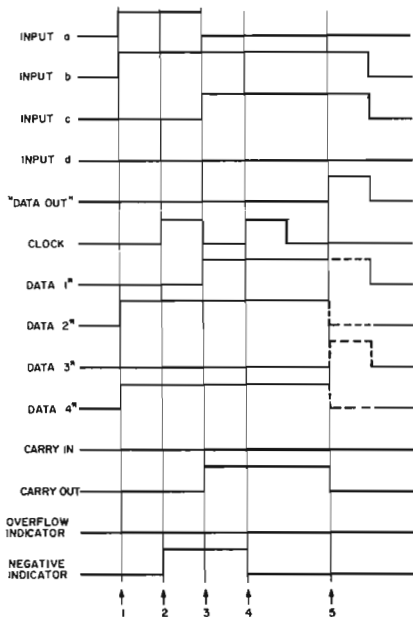 INPUT a
INPUT b
INPUT c
INPUT d
"DATA OUT"
CLOCK
DATA 1*
DATA 2*
DATA 3*
DATA 4*
CARRY IN
CARRY OUT
OVERFLOW
INDICATOR
NEGATIVE
INDICATOR
1 2 3 4 5